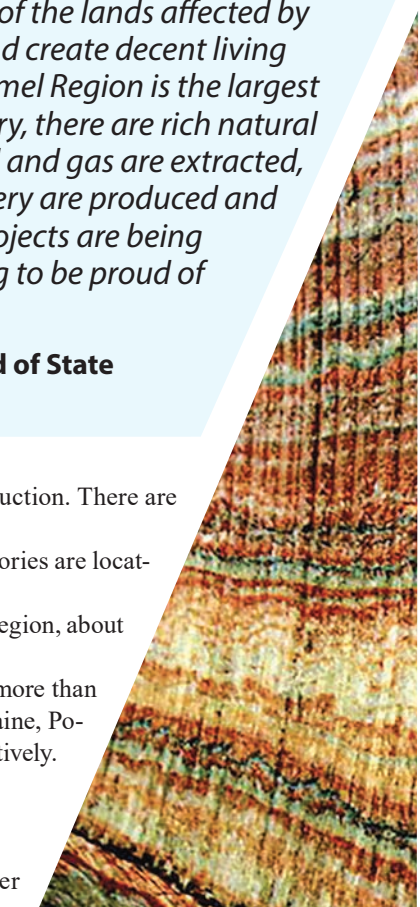 of the lands affected by
d create decent living
mel Region is the largest
ry, there are rich natural
and gas are extracted,
ery are produced and
ojects are being
g to be proud of
d of State
uction. There are
ories are locat-
egion, about
more than
aine, Po-
tively.
er